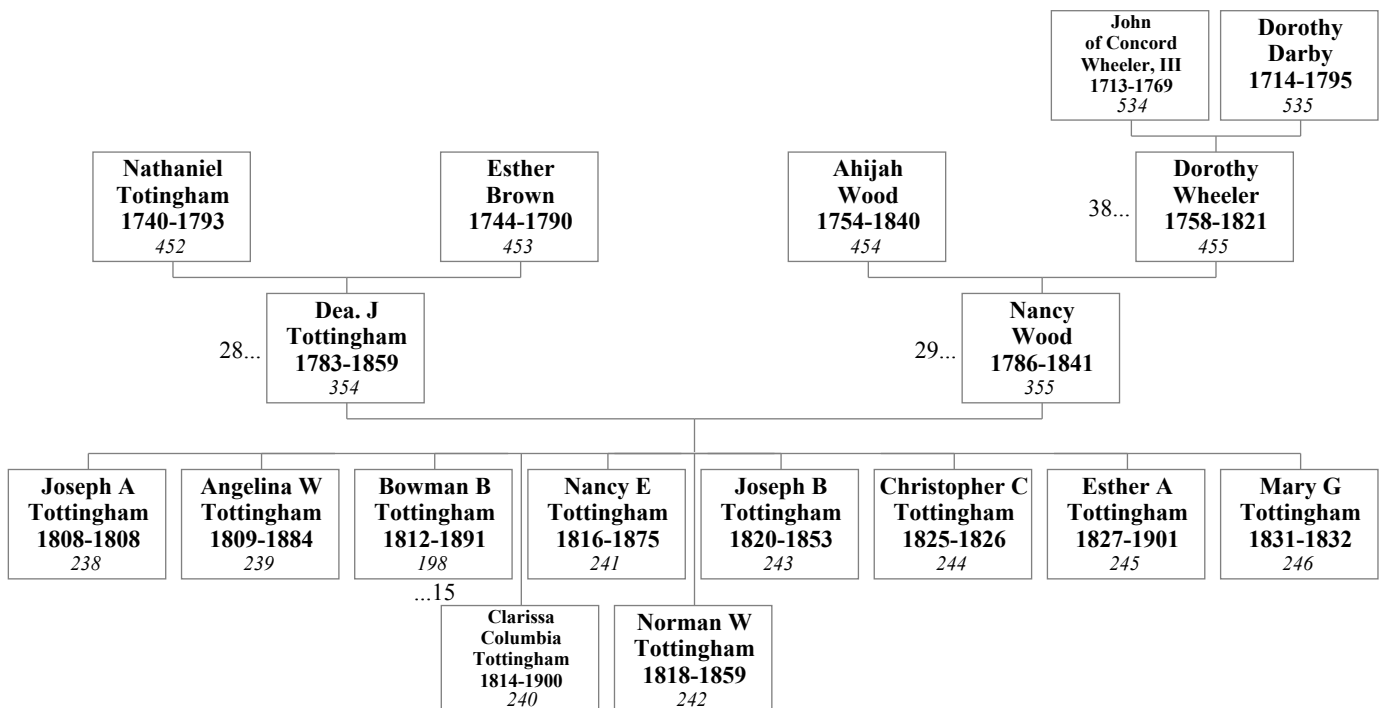 John
of Concord
Wheeler, III
1713-1769
534
Dorothy
Darby
1714-1795
535
Nathaniel
Totingham
1740-1793
452
Esther
Brown
1744-1790
453
Ahijah
Wood
1754-1840
454
38...
Dorothy
Wheeler
1758-1821
455
28...
Dea. J
Tottingham
1783-1859
354
29...
Nancy
Wood
1786-1841
355
Joseph A
Tottingham
1808-1808
238
Angelina W
Tottingham
1809-1884
239
Bowman B
Tottingham
1812-1891
198
...15
Nancy E
Tottingham
1816-1875
241
Joseph B
Tottingham
1820-1853
243
Christopher C
Tottingham
1825-1826
244
Esther A
Tottingham
1827-1901
245
Mary G
Tottingham
1831-1832
246
Clarissa
Columbia
Tottingham
1814-1900
240
Norman W
Tottingham
1818-1859
242